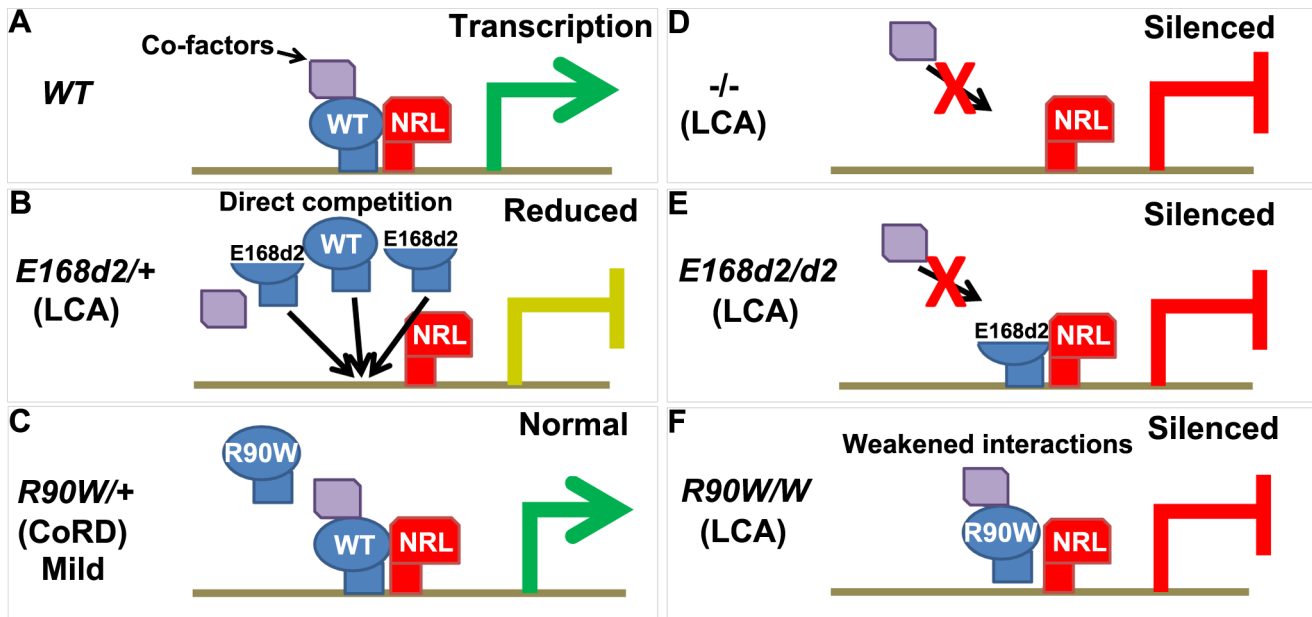 A
Transcription
Co-factors
WT
WT
NRL
B
Direct competition
Reduced
E168d2
WT
E168d2
E168d2/+
(LCA)
NRL
C
Normal
R90W
R90W/+
(CoRD)
Mild
WT
NRL
D
Silenced
-/-
(LCA)
X
NRL
E
Silenced
E168d2/d2
(LCA)
X
E168d2
NRL
F
Silenced
Weakened interactions
R90W/W
(LCA)
R90W
NRL